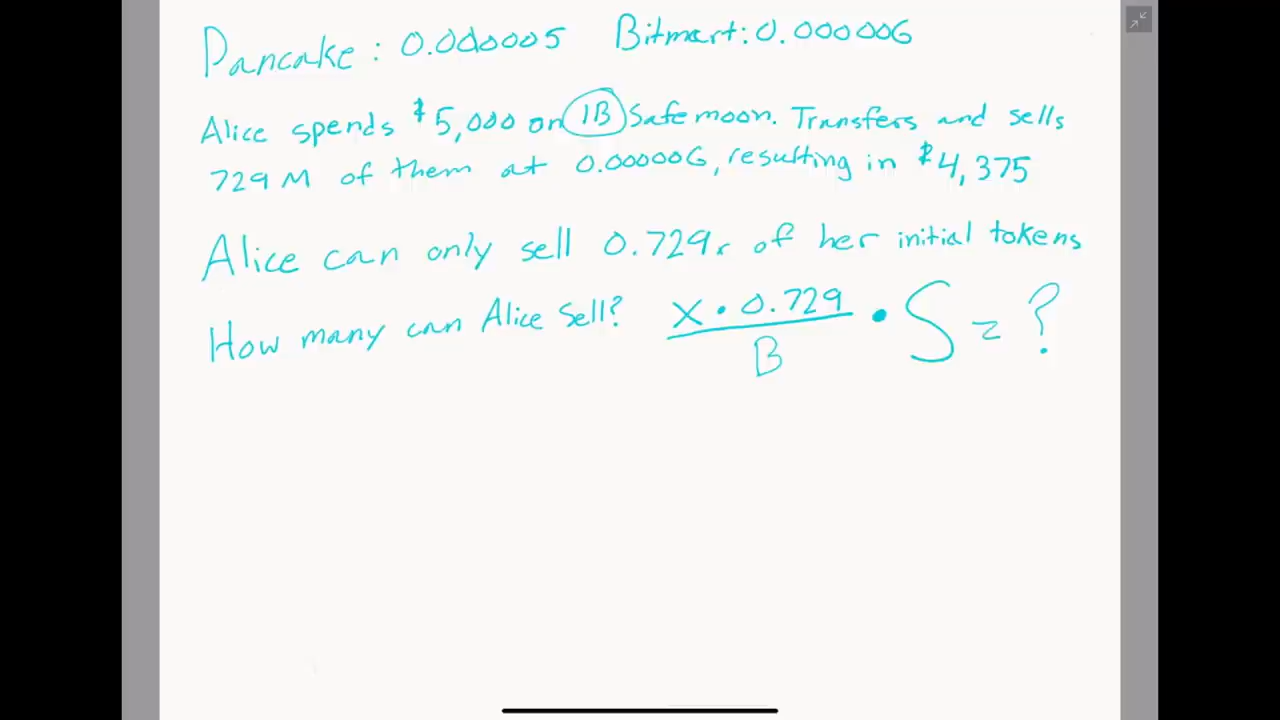 Pancake: 0.000005 Bitmart: 0.000006
Alice spends $5,000 on 1B Safemoon. Transfers and sells
729M of them at 0.000006, resulting in $4,375
Alice can only sell 0.729x of her initial tokens
How many can Alice Sell? X · 0.729 / B · S = ?